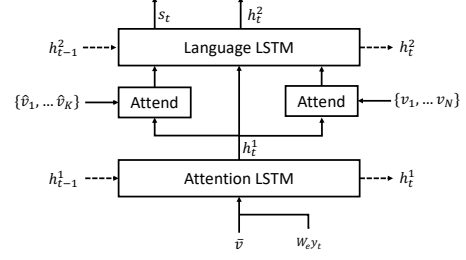 s_t h_t^2
h_{t-1}^2 Language LSTM h_t^2
{v̂_1, … v̂_K} Attend Attend {v_1, … v_N}
h_t^1
h_{t-1}^1 Attention LSTM h_t^1
v̄ W_e y_t